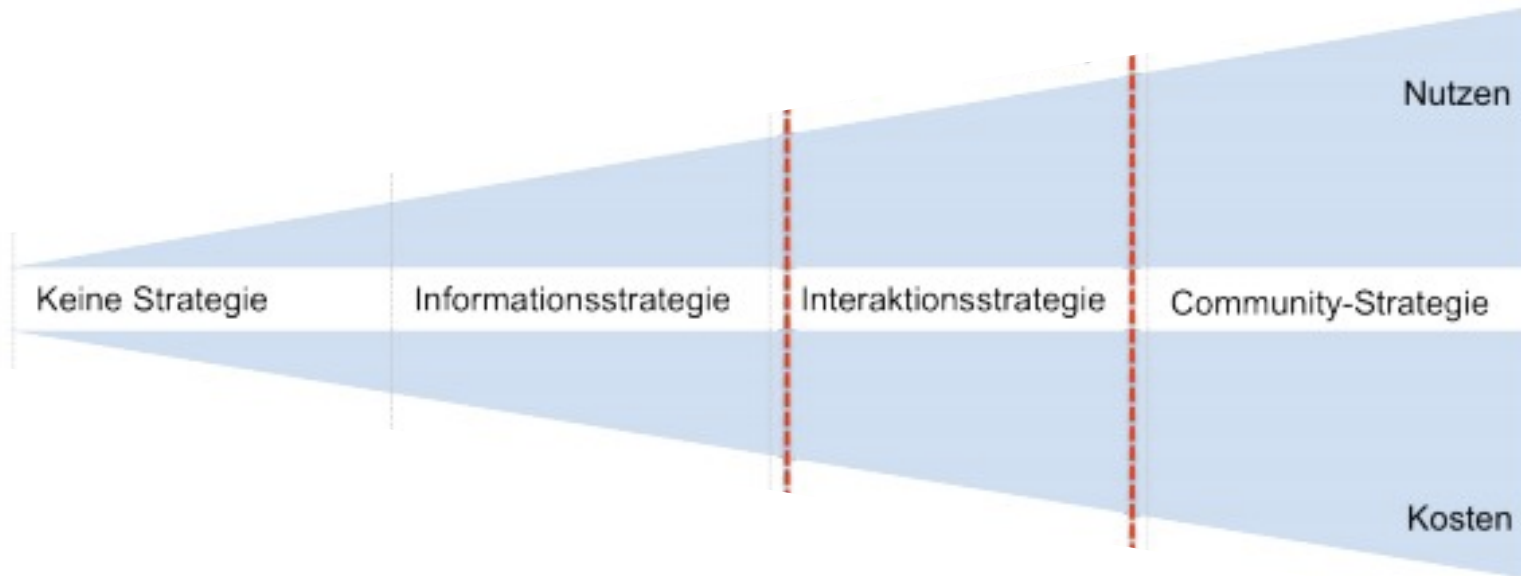 Nutzen
Keine Strategie
Informationsstrategie
Interaktionsstrategie
Community-Strategie
Kosten